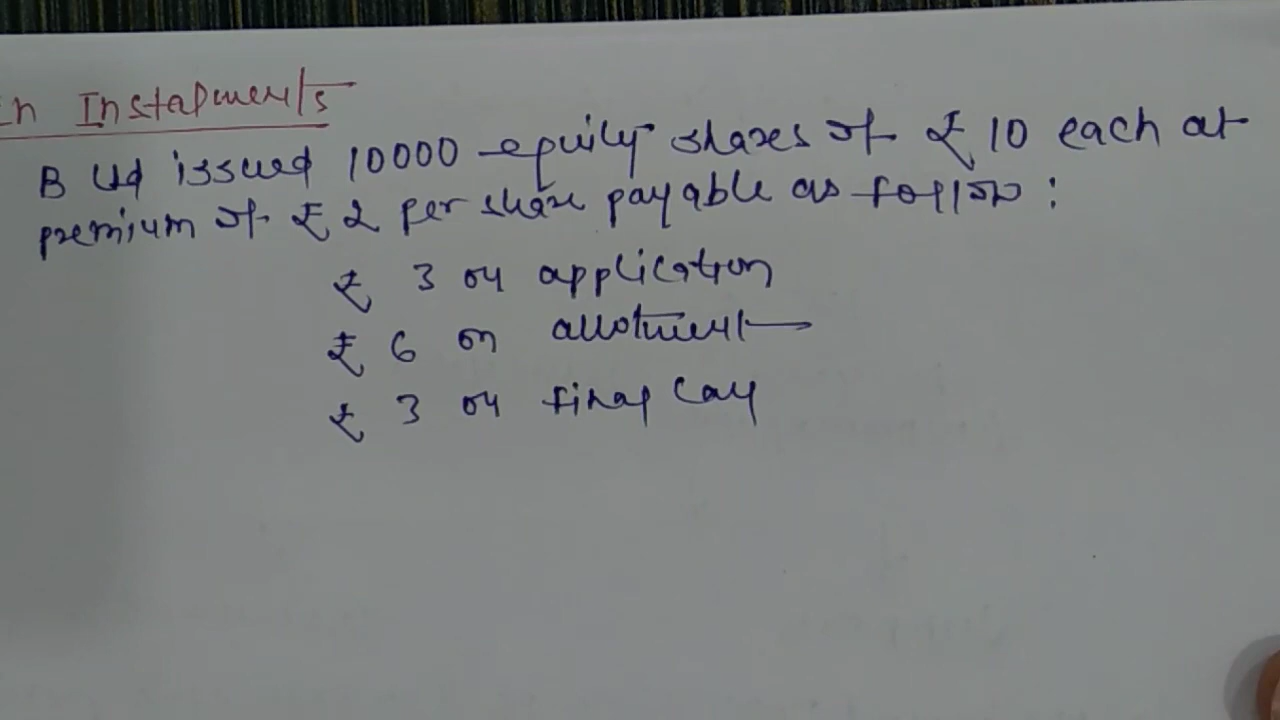 In Instalments
B Ltd issued 10000 equity shares of ₹ 10 each at
premium of ₹ 2 per share payable as follow :
₹ 3 on application
₹ 6 on allotment
₹ 3 on final call